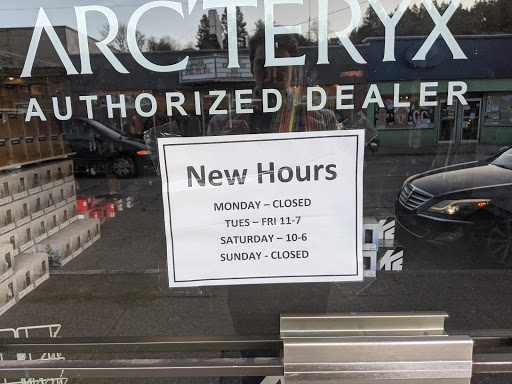 ARC'TERYX
AUTHORIZED DEALER
New Hours
MONDAY – CLOSED
TUES – FRI 11-7
SATURDAY – 10-6
SUNDAY - CLOSED